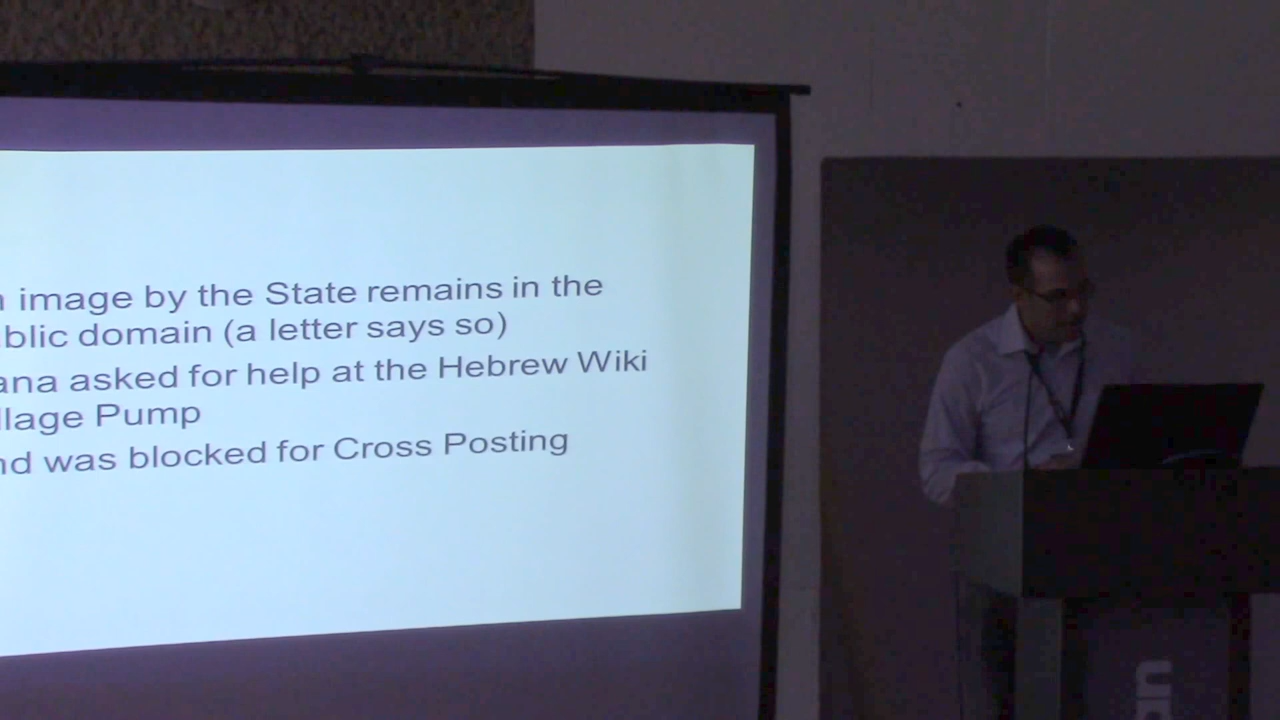 image by the State remains in the
blic domain (a letter says so)
ana asked for help at the Hebrew Wiki
llage Pump
nd was blocked for Cross Posting